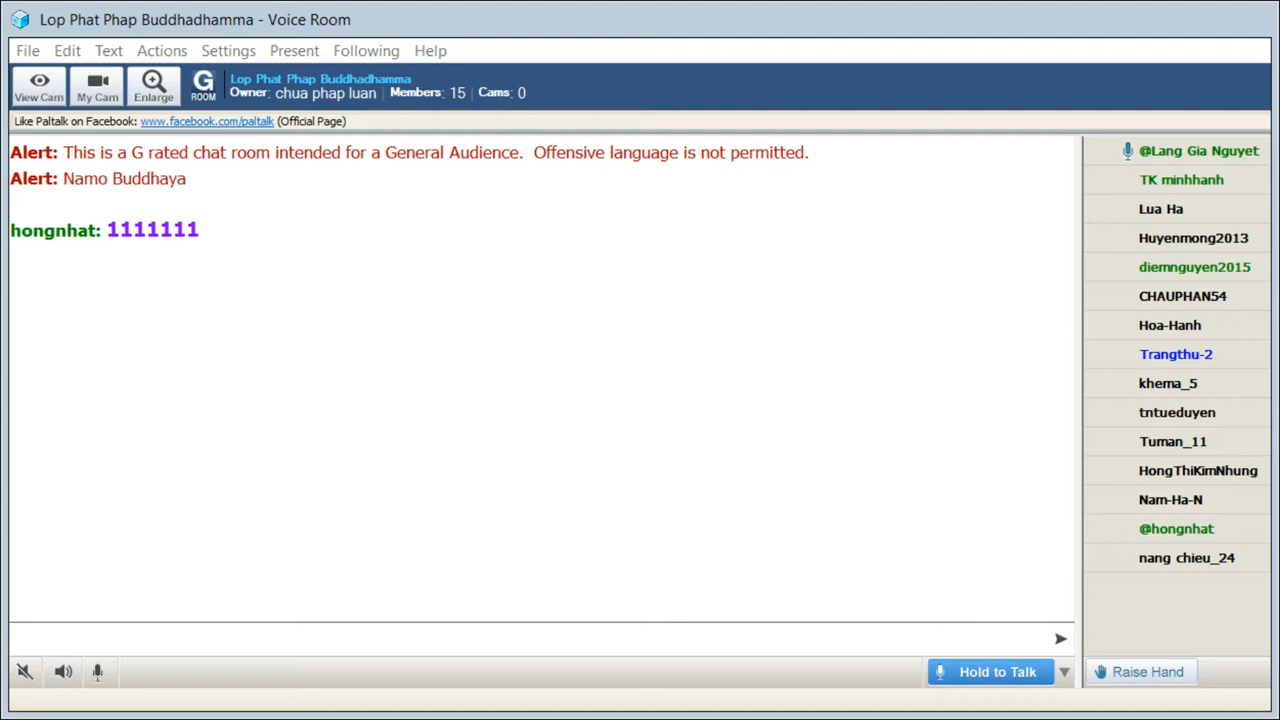 Lop Phat Phap Buddhadhamma - Voice Room
File Edit Text Actions Settings Present Following Help
View Cam My Cam Enlarge G ROOM
Lop Phat Phap Buddhadhamma
Owner: chua phap luan | Members: 15 | Cams: 0
Like Paltalk on Facebook: www.facebook.com/paltalk (Official Page)
Alert: This is a G rated chat room intended for a General Audience. Offensive language is not permitted.
Alert: Namo Buddhaya
hongnhat: 1111111
@Lang Gia Nguyet
TK minhhanh
Lua Ha
Huyenmong2013
diemnguyen2015
CHAUPHAN54
Hoa-Hanh
Trangthu-2
khema_5
tntueduyen
Tuman_11
HongThiKimNhung
Nam-Ha-N
@hongnhat
nang chieu_24
Hold to Talk
Raise Hand